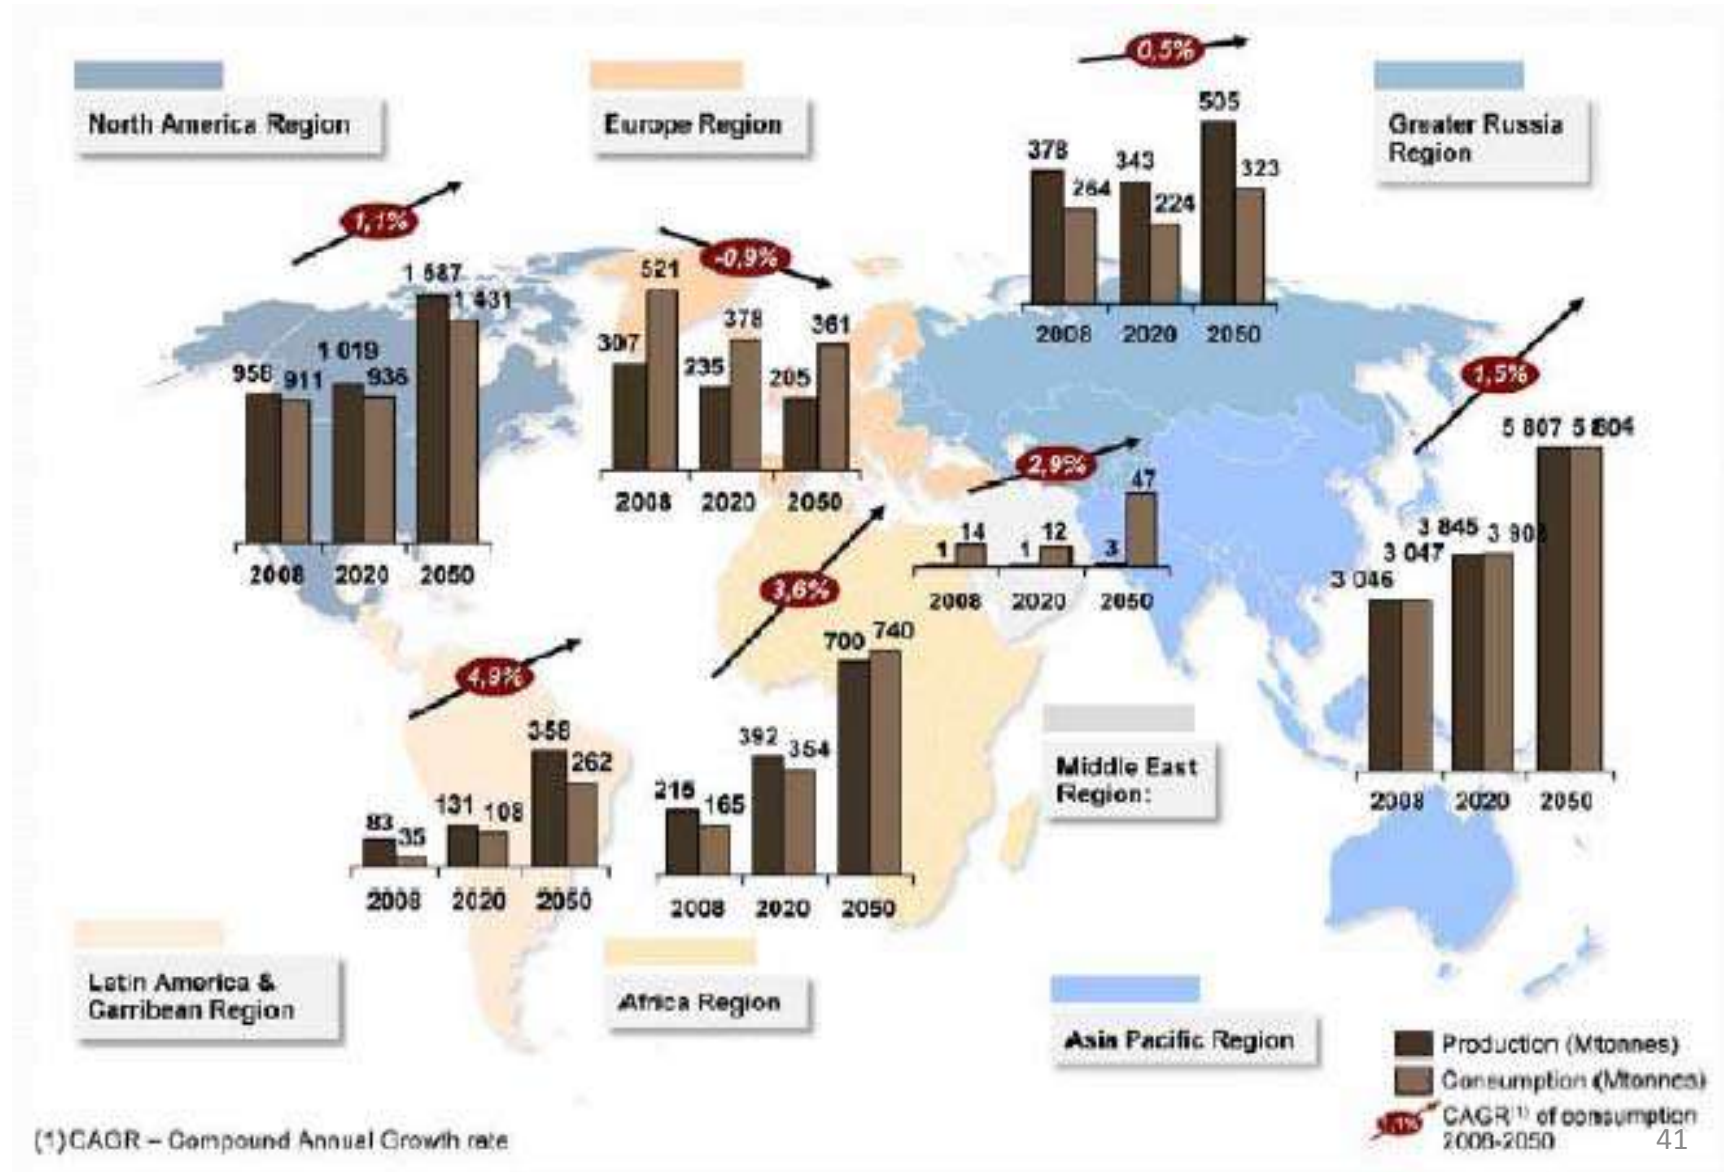 North America Region
Europe Region
Greater Russia
Region
0,5%
378
264
343
224
505
323
2008 2020 2050
1,1%
958 911
1 019 936
1 587
1 431
2008 2020 2050
-0,9%
307
521
235
378
205
361
2008 2020 2050
2,9%
1 14
1 12
3 47
2008 2020 2050
1,5%
3 046
3 047
3 845
5 807
2008 2020 2050
4,9%
83 35
131 108
358
262
2008 2020 2050
3,6%
215 165
392 354
700 740
2008 2020 2050
Middle East
Region:
Latin America &
Carribean Region
Africa Region
Asia Pacific Region
Production (Mtonnes)
Consumption (Mtonnes)
1,1%
CAGR(1) of consumption
2008-2050
41
(1)CAGR – Compound Annual Growth rate